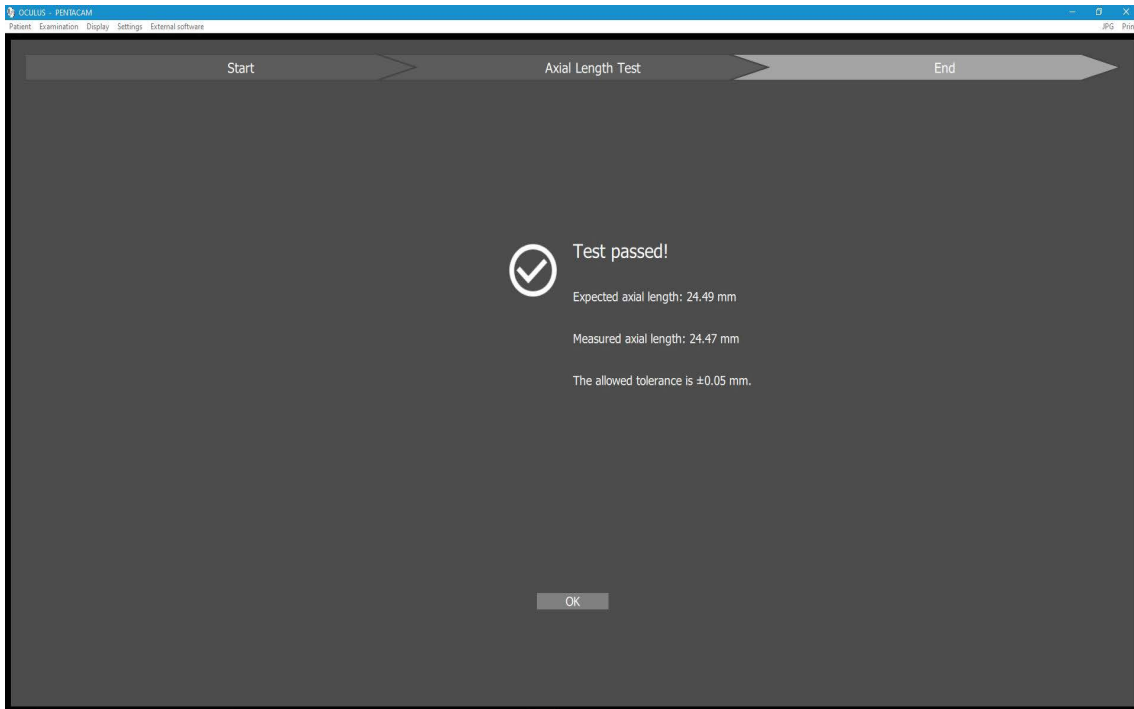 OCULUS - PENTACAM
Patient Examination Display Settings External software JPG Prin
Start Axial Length Test End
Test passed!
Expected axial length: 24.49 mm
Measured axial length: 24.47 mm
The allowed tolerance is ±0.05 mm.
OK